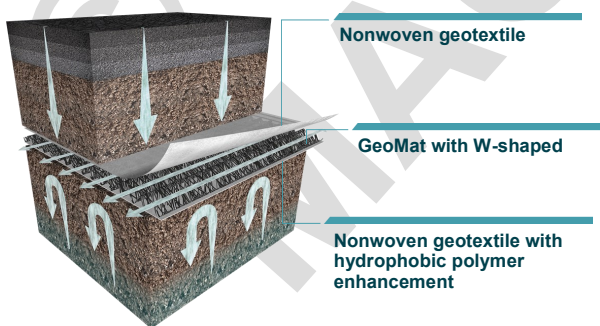 Nonwoven geotextile
GeoMat with W-shaped
Nonwoven geotextile with
hydrophobic polymer
enhancement